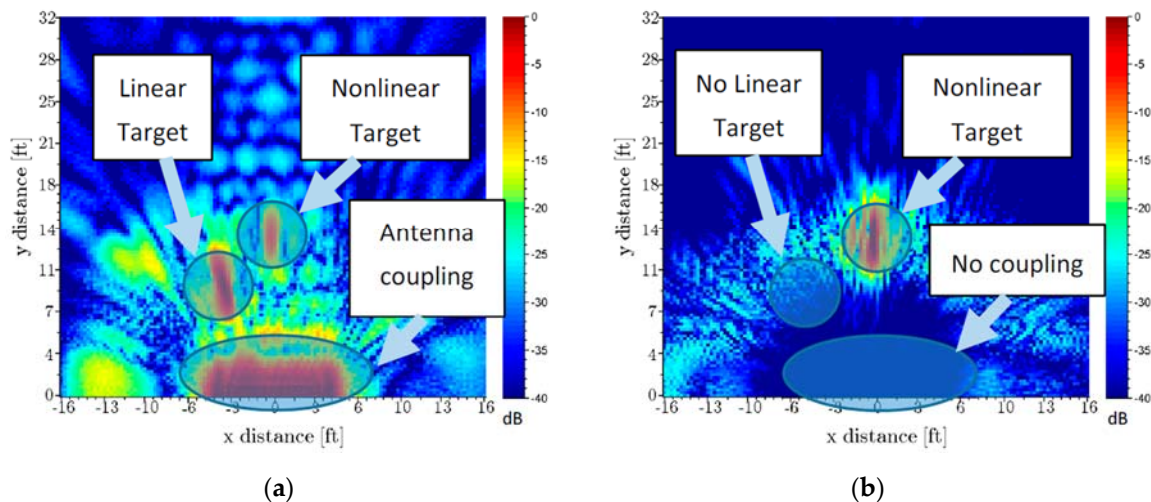 32
28
25
21
18
14
11
7
4
0
y distance [ft]
-16
-10
-6
-3
0
3
6
10
16
x distance [ft]
Linear
Target
Nonlinear
Target
Antenna
coupling
0
-5
-10
-15
-20
-25
-30
-35
-40
dB
(a)
32
28
25
21
18
14
11
7
4
0
y distance [ft]
-16
-10
-6
-3
0
3
6
10
16
x distance [ft]
No Linear
Target
Nonlinear
Target
No coupling
0
-5
-10
-15
-20
-25
-30
-35
-40
dB
(b)